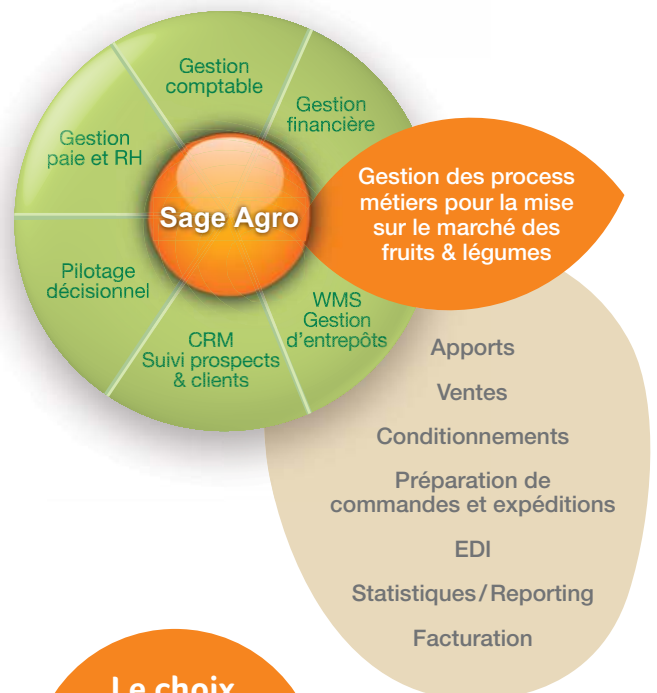 Gestion
comptable
Gestion
financière
Gestion
paie et RH
Sage Agro
Gestion des process
métiers pour la mise
sur le marché des
fruits & légumes
Pilotage
décisionnel
WMS
Gestion
d'entrepôts
CRM
Suivi prospects
& clients
Apports
Ventes
Conditionnements
Préparation de
commandes et expéditions
EDI
Statistiques/Reporting
Facturation
Le choix